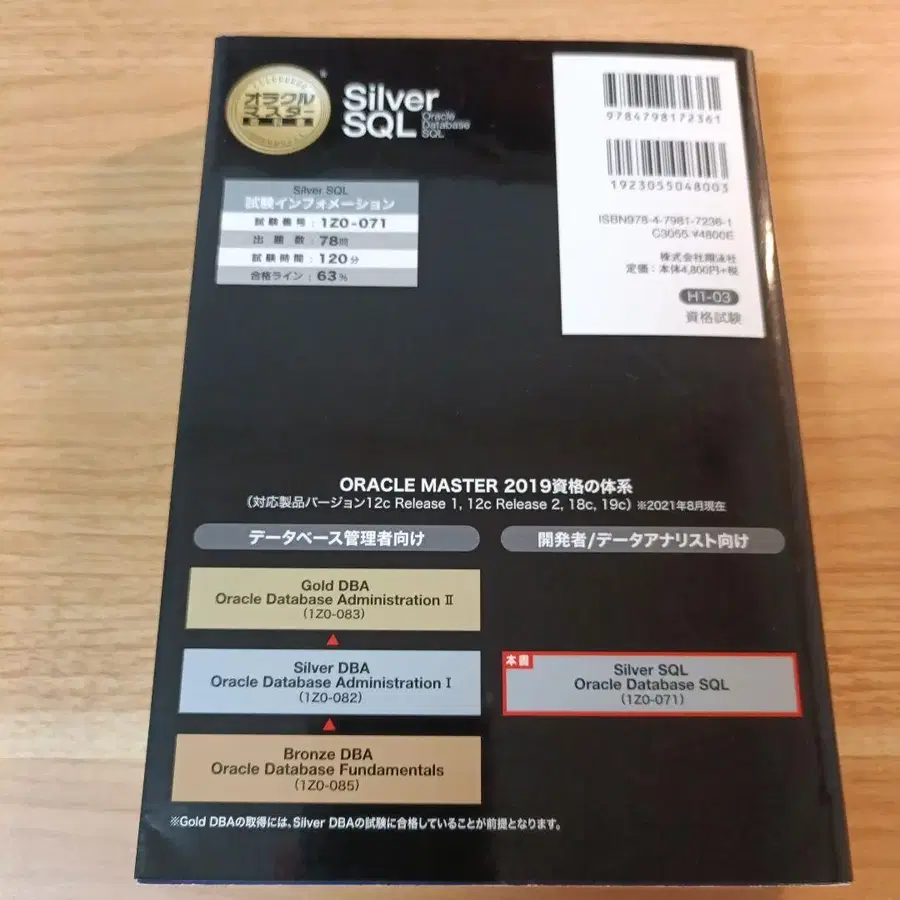 オラクル
マスター
教科書
Silver
SQL
Oracle
Database
SQL
9784798172361
1923055048003
ISBN978-4-7981-7236-1
C3055 ¥4800E
株式会社翔泳社
定価：本体4,800円+税
H1-03
資格試験
Silver SQL
試験インフォメーション
試験番号：1Z0-071
出題数：78問
試験時間：120分
合格ライン：63%
ORACLE MASTER 2019資格の体系
（対応製品バージョン12c Release 1, 12c Release 2, 18c, 19c）※2021年8月現在
データベース管理者向け
Gold DBA
Oracle Database Administration Ⅱ
（1Z0-083）
Silver DBA
Oracle Database Administration Ⅰ
（1Z0-082）
Bronze DBA
Oracle Database Fundamentals
（1Z0-085）
開発者/データアナリスト向け
本書
Silver SQL
Oracle Database SQL
（1Z0-071）
※Gold DBAの取得には、Silver DBAの試験に合格していることが前提となります。